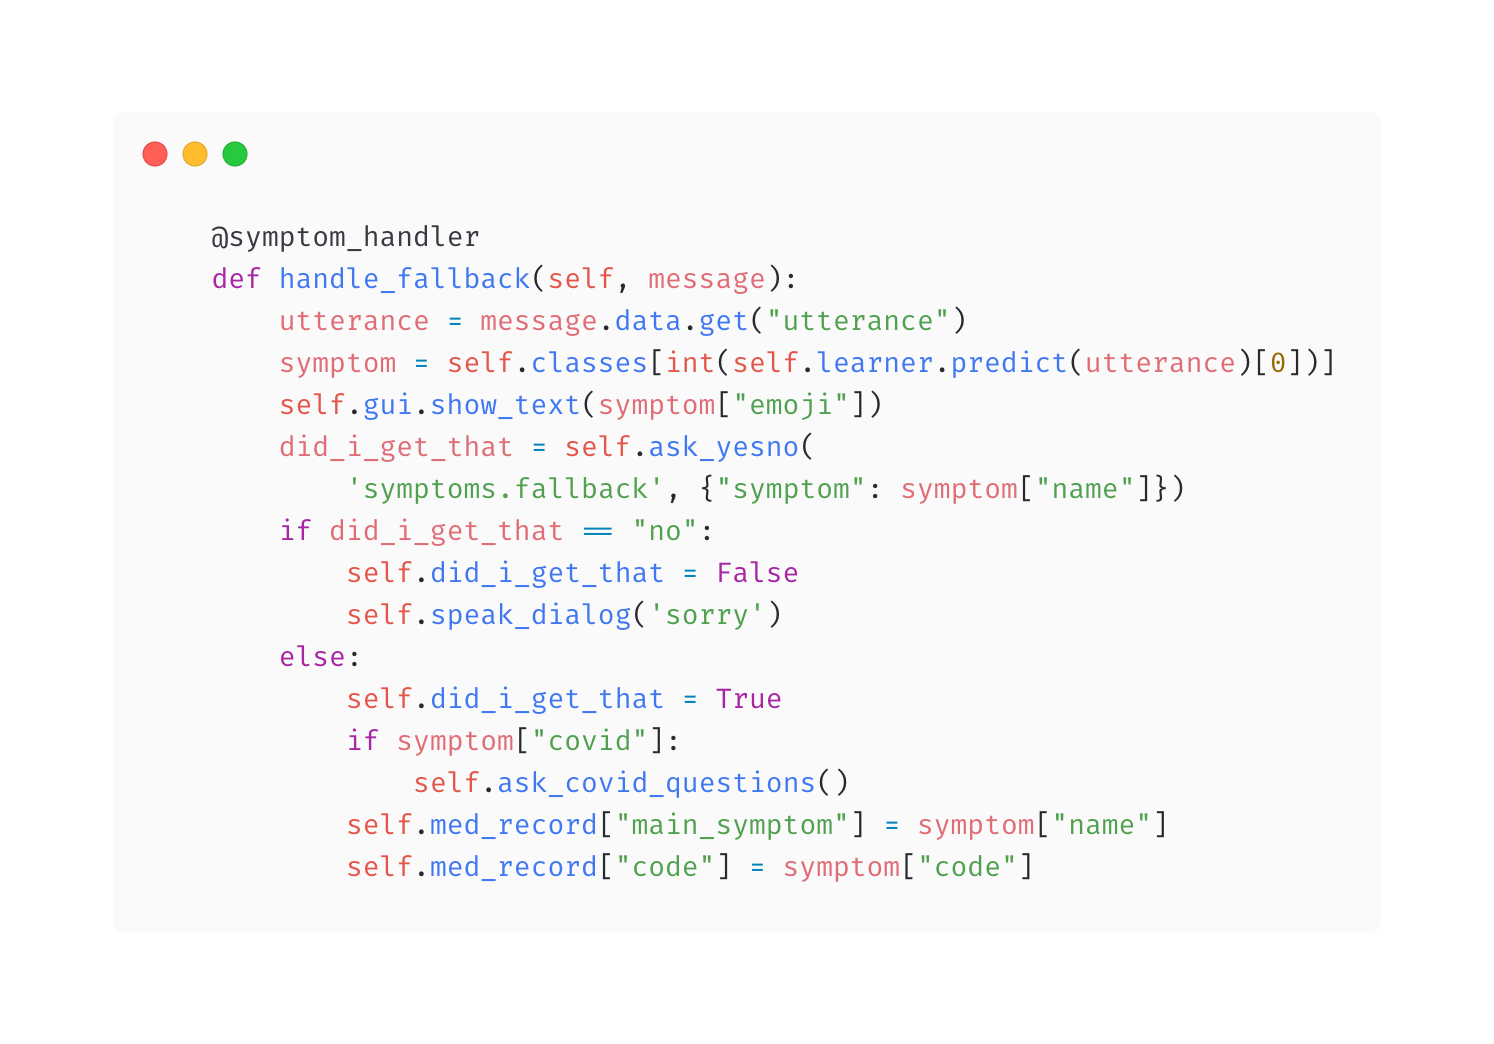 @symptom_handler
def handle_fallback(self, message):
    utterance = message.data.get("utterance")
    symptom = self.classes[int(self.learner.predict(utterance)[0])]
    self.gui.show_text(symptom["emoji"])
    did_i_get_that = self.ask_yesno(
        'symptoms.fallback', {"symptom": symptom["name"]})
    if did_i_get_that == "no":
        self.did_i_get_that = False
        self.speak_dialog('sorry')
    else:
        self.did_i_get_that = True
        if symptom["covid"]:
            self.ask_covid_questions()
        self.med_record["main_symptom"] = symptom["name"]
        self.med_record["code"] = symptom["code"]